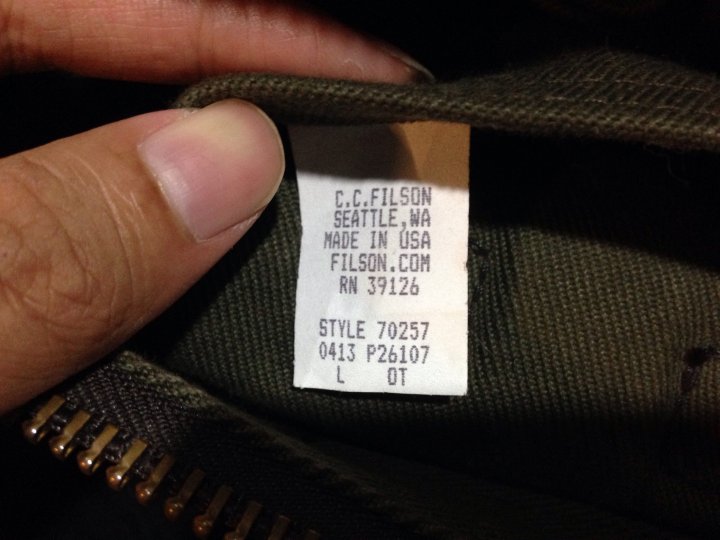 C.C.FILSON
SEATTLE,WA
MADE IN USA
FILSON.COM
RN 39126
STYLE 70257
0413 P26107
L OT